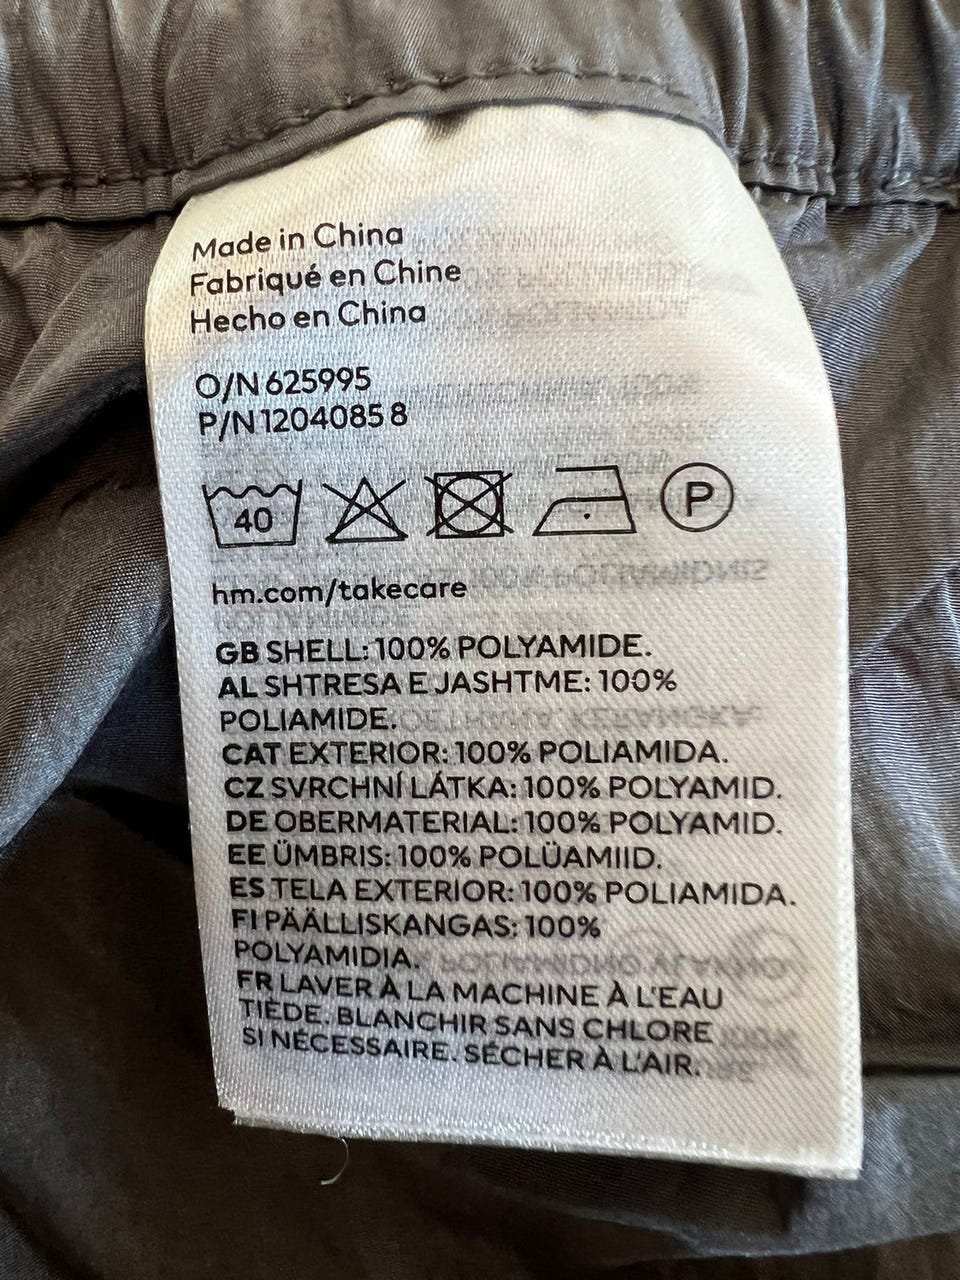 Made in China
Fabriqué en Chine
Hecho en China
O/N 625995
P/N 1204085 8
40 P
hm.com/takecare
GB SHELL: 100% POLYAMIDE.
AL SHTRESA E JASHTME: 100%
POLIAMIDE.
CAT EXTERIOR: 100% POLIAMIDA.
CZ SVRCHNÍ LÁTKA: 100% POLYAMID.
DE OBERMATERIAL: 100% POLYAMID.
EE ÜMBRIS: 100% POLÜAMIID.
ES TELA EXTERIOR: 100% POLIAMIDA.
FI PÄÄLLISKANGAS: 100%
POLYAMIDIA.
FR LAVER À LA MACHINE À L'EAU
TIÈDE. BLANCHIR SANS CHLORE
SI NÉCESSAIRE. SÉCHER À L'AIR.